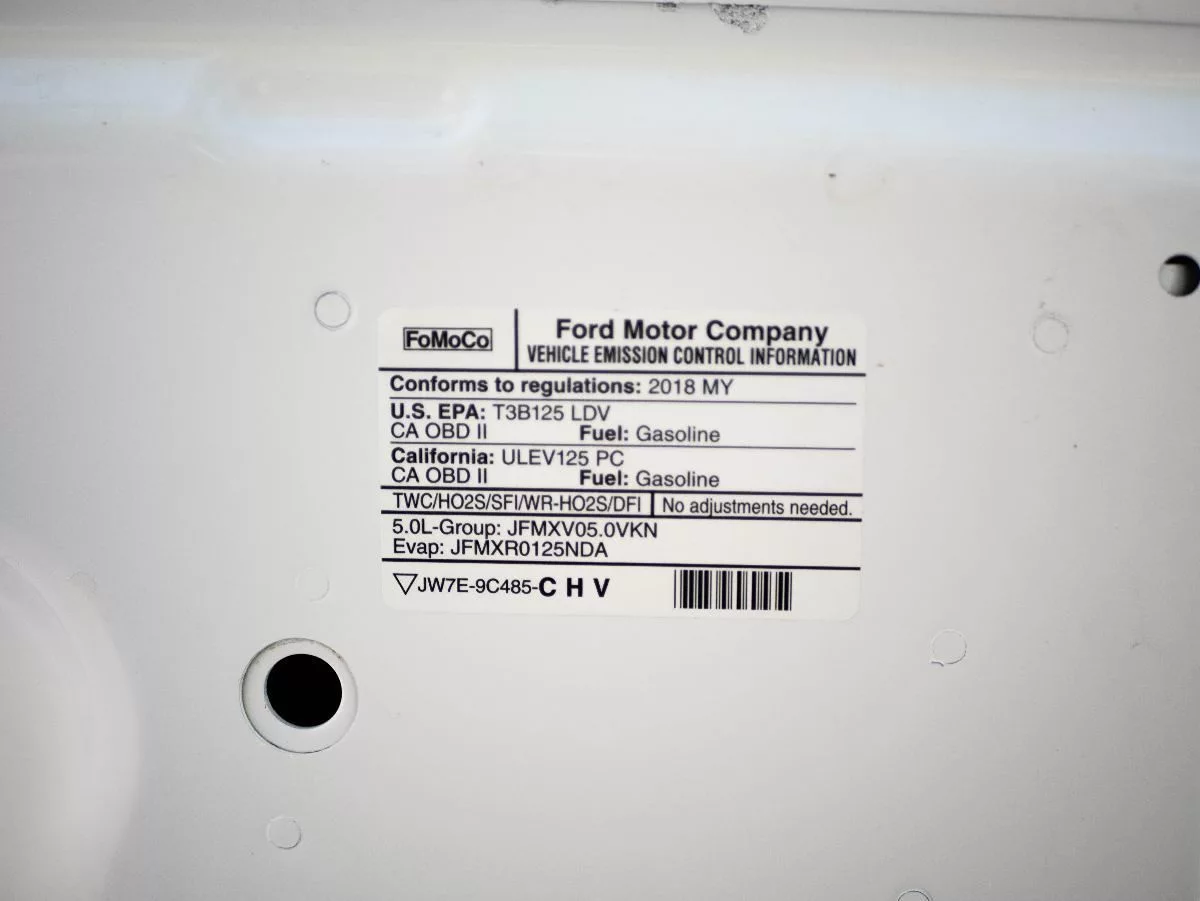 FoMoCo
Ford Motor Company
VEHICLE EMISSION CONTROL INFORMATION
Conforms to regulations: 2018 MY
U.S. EPA: T3B125 LDV
CA OBD II Fuel: Gasoline
California: ULEV125 PC
CA OBD II Fuel: Gasoline
TWC/HO2S/SFI/WR-HO2S/DFI No adjustments needed.
5.0L-Group: JFMXV05.0VKN
Evap: JFMXR0125NDA
JW7E-9C485-C H V